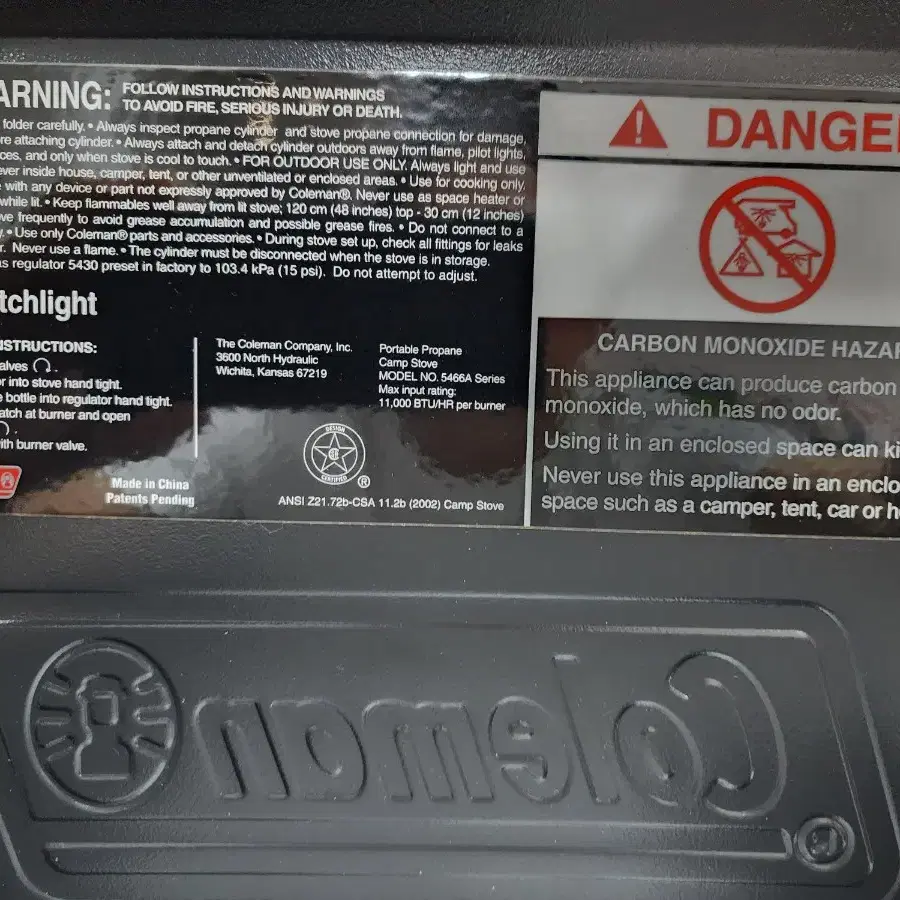 ARNING: FOLLOW INSTRUCTIONS AND WARNINGS
TO AVOID FIRE, SERIOUS INJURY OR DEATH.
folder carefully. • Always inspect propane cylinder and stove propane connection for damage,
re attaching cylinder. • Always attach and detach cylinder outdoors away from flame, pilot lights,
ces, and only when stove is cool to touch. • FOR OUTDOOR USE ONLY. Always light and use
ever inside house, camper, tent, or other unventilated or enclosed areas. • Use for cooking only.
with any device or part not expressly approved by Coleman®. Never use as space heater or
while lit. • Keep flammables well away from lit stove; 120 cm (48 inches) top - 30 cm (12 inches)
ve frequently to avoid grease accumulation and possible grease fires. • Do not connect to a
• Use only Coleman® parts and accessories. • During stove set up, check all fittings for leaks
r. Never use a flame. • The cylinder must be disconnected when the stove is in storage.
as regulator 5430 preset in factory to 103.4 kPa (15 psi). Do not attempt to adjust.
tchlight
NSTRUCTIONS:
alves
or into stove hand tight.
e bottle into regulator hand tight.
atch at burner and open
with burner valve.
Made in China
Patents Pending
The Coleman Company, Inc.
3600 North Hydraulic
Wichita, Kansas 67219
Portable Propane
Camp Stove
MODEL NO. 5466A Series
Max input rating:
11,000 BTU/HR per burner
DESIGN
CERTIFIED
®
ANSI Z21.72b-CSA 11.2b (2002) Camp Stove
DANGE
CARBON MONOXIDE HAZA
This appliance can produce carbon
monoxide, which has no odor.
Using it in an enclosed space can ki
Never use this appliance in an enclo
space such as a camper, tent, car or h
Coleman